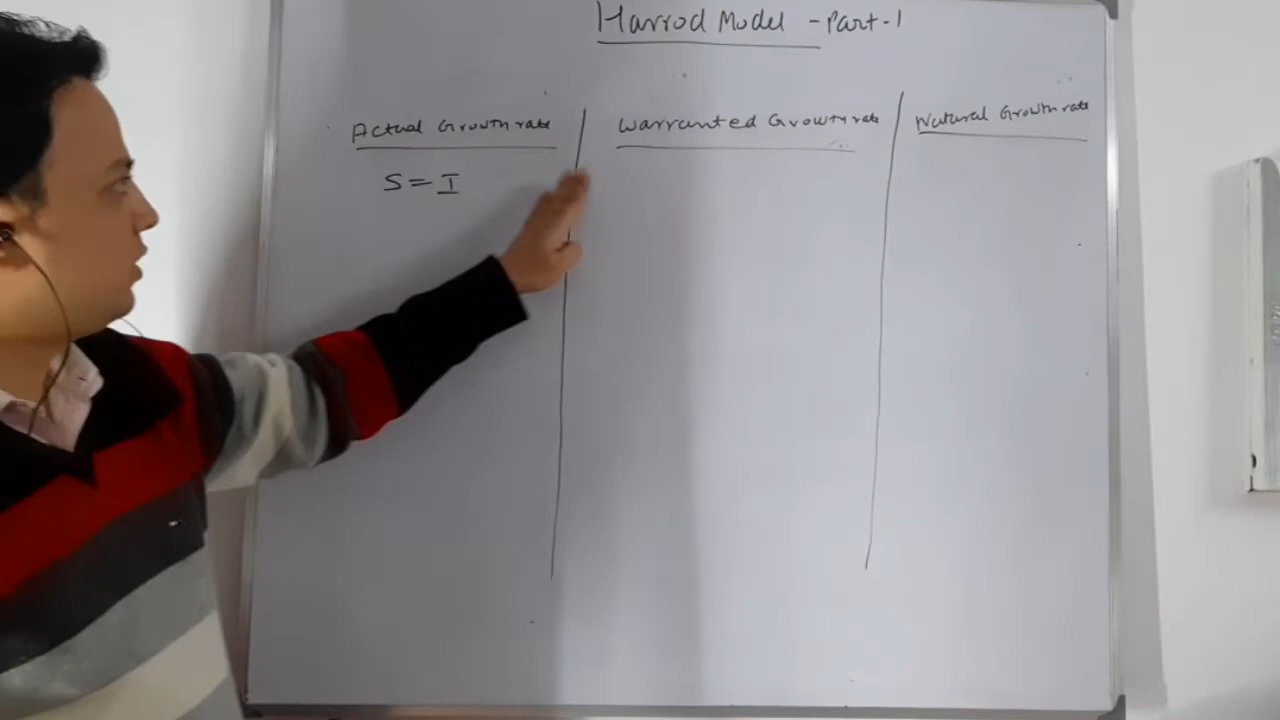 Harrod Model - Part-1
Actual Growth rate
Warranted Growth rate
Natural Growth rate
S = I